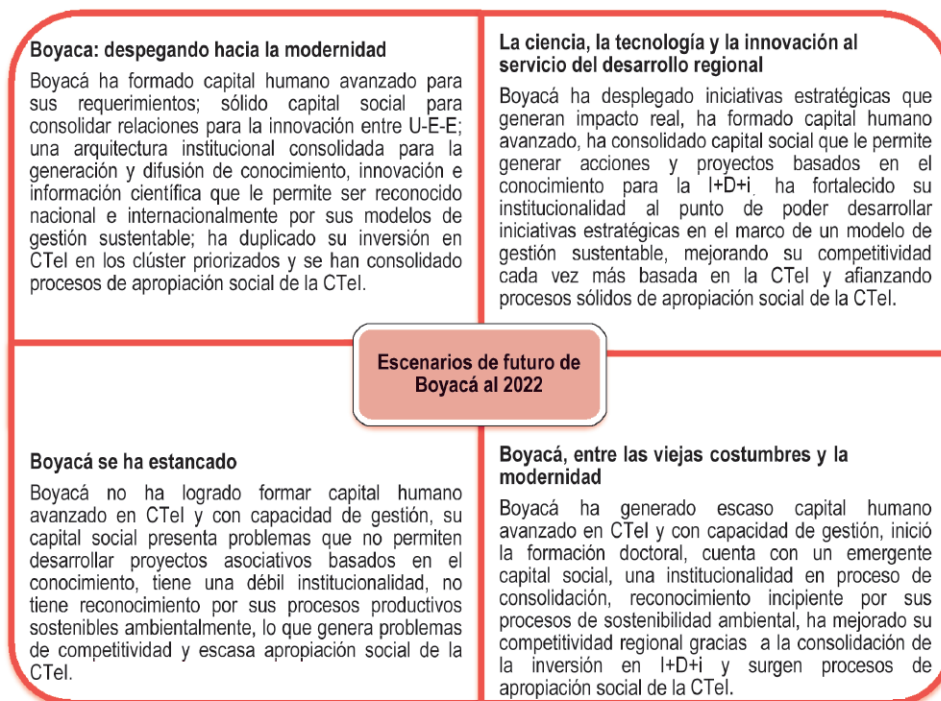 Boyaca: despegando hacia la modernidad
Boyacá ha formado capital humano avanzado para
sus requerimientos; sólido capital social para
consolidar relaciones para la innovación entre U-E-E;
una arquitectura institucional consolidada para la
generación y difusión de conocimiento, innovación e
información científica que le permite ser reconocido
nacional e internacionalmente por sus modelos de
gestión sustentable; ha duplicado su inversión en
CTeI en los clúster priorizados y se han consolidado
procesos de apropiación social de la CTeI.
La ciencia, la tecnología y la innovación al
servicio del desarrollo regional
Boyacá ha desplegado iniciativas estratégicas que
generan impacto real, ha formado capital humano
avanzado, ha consolidado capital social que le permite
generar acciones y proyectos basados en el
conocimiento para la I+D+i, ha fortalecido su
institucionalidad al punto de poder desarrollar
iniciativas estratégicas en el marco de un modelo de
gestión sustentable, mejorando su competitividad
cada vez más basada en la CTeI y afianzando
procesos sólidos de apropiación social de la CTeI.
Escenarios de futuro de
Boyacá al 2022
Boyacá se ha estancado
Boyacá no ha logrado formar capital humano
avanzado en CTeI y con capacidad de gestión, su
capital social presenta problemas que no permiten
desarrollar proyectos asociativos basados en el
conocimiento, tiene una débil institucionalidad, no
tiene reconocimiento por sus procesos productivos
sostenibles ambientalmente, lo que genera problemas
de competitividad y escasa apropiación social de la
CTeI.
Boyacá, entre las viejas costumbres y la
modernidad
Boyacá ha generado escaso capital humano
avanzado en CTeI y con capacidad de gestión, inició
la formación doctoral, cuenta con un emergente
capital social, una institucionalidad en proceso de
consolidación, reconocimiento incipiente por sus
procesos de sostenibilidad ambiental, ha mejorado su
competitividad regional gracias a la consolidación de
la inversión en I+D+i y surgen procesos de
apropiación social de la CTeI.